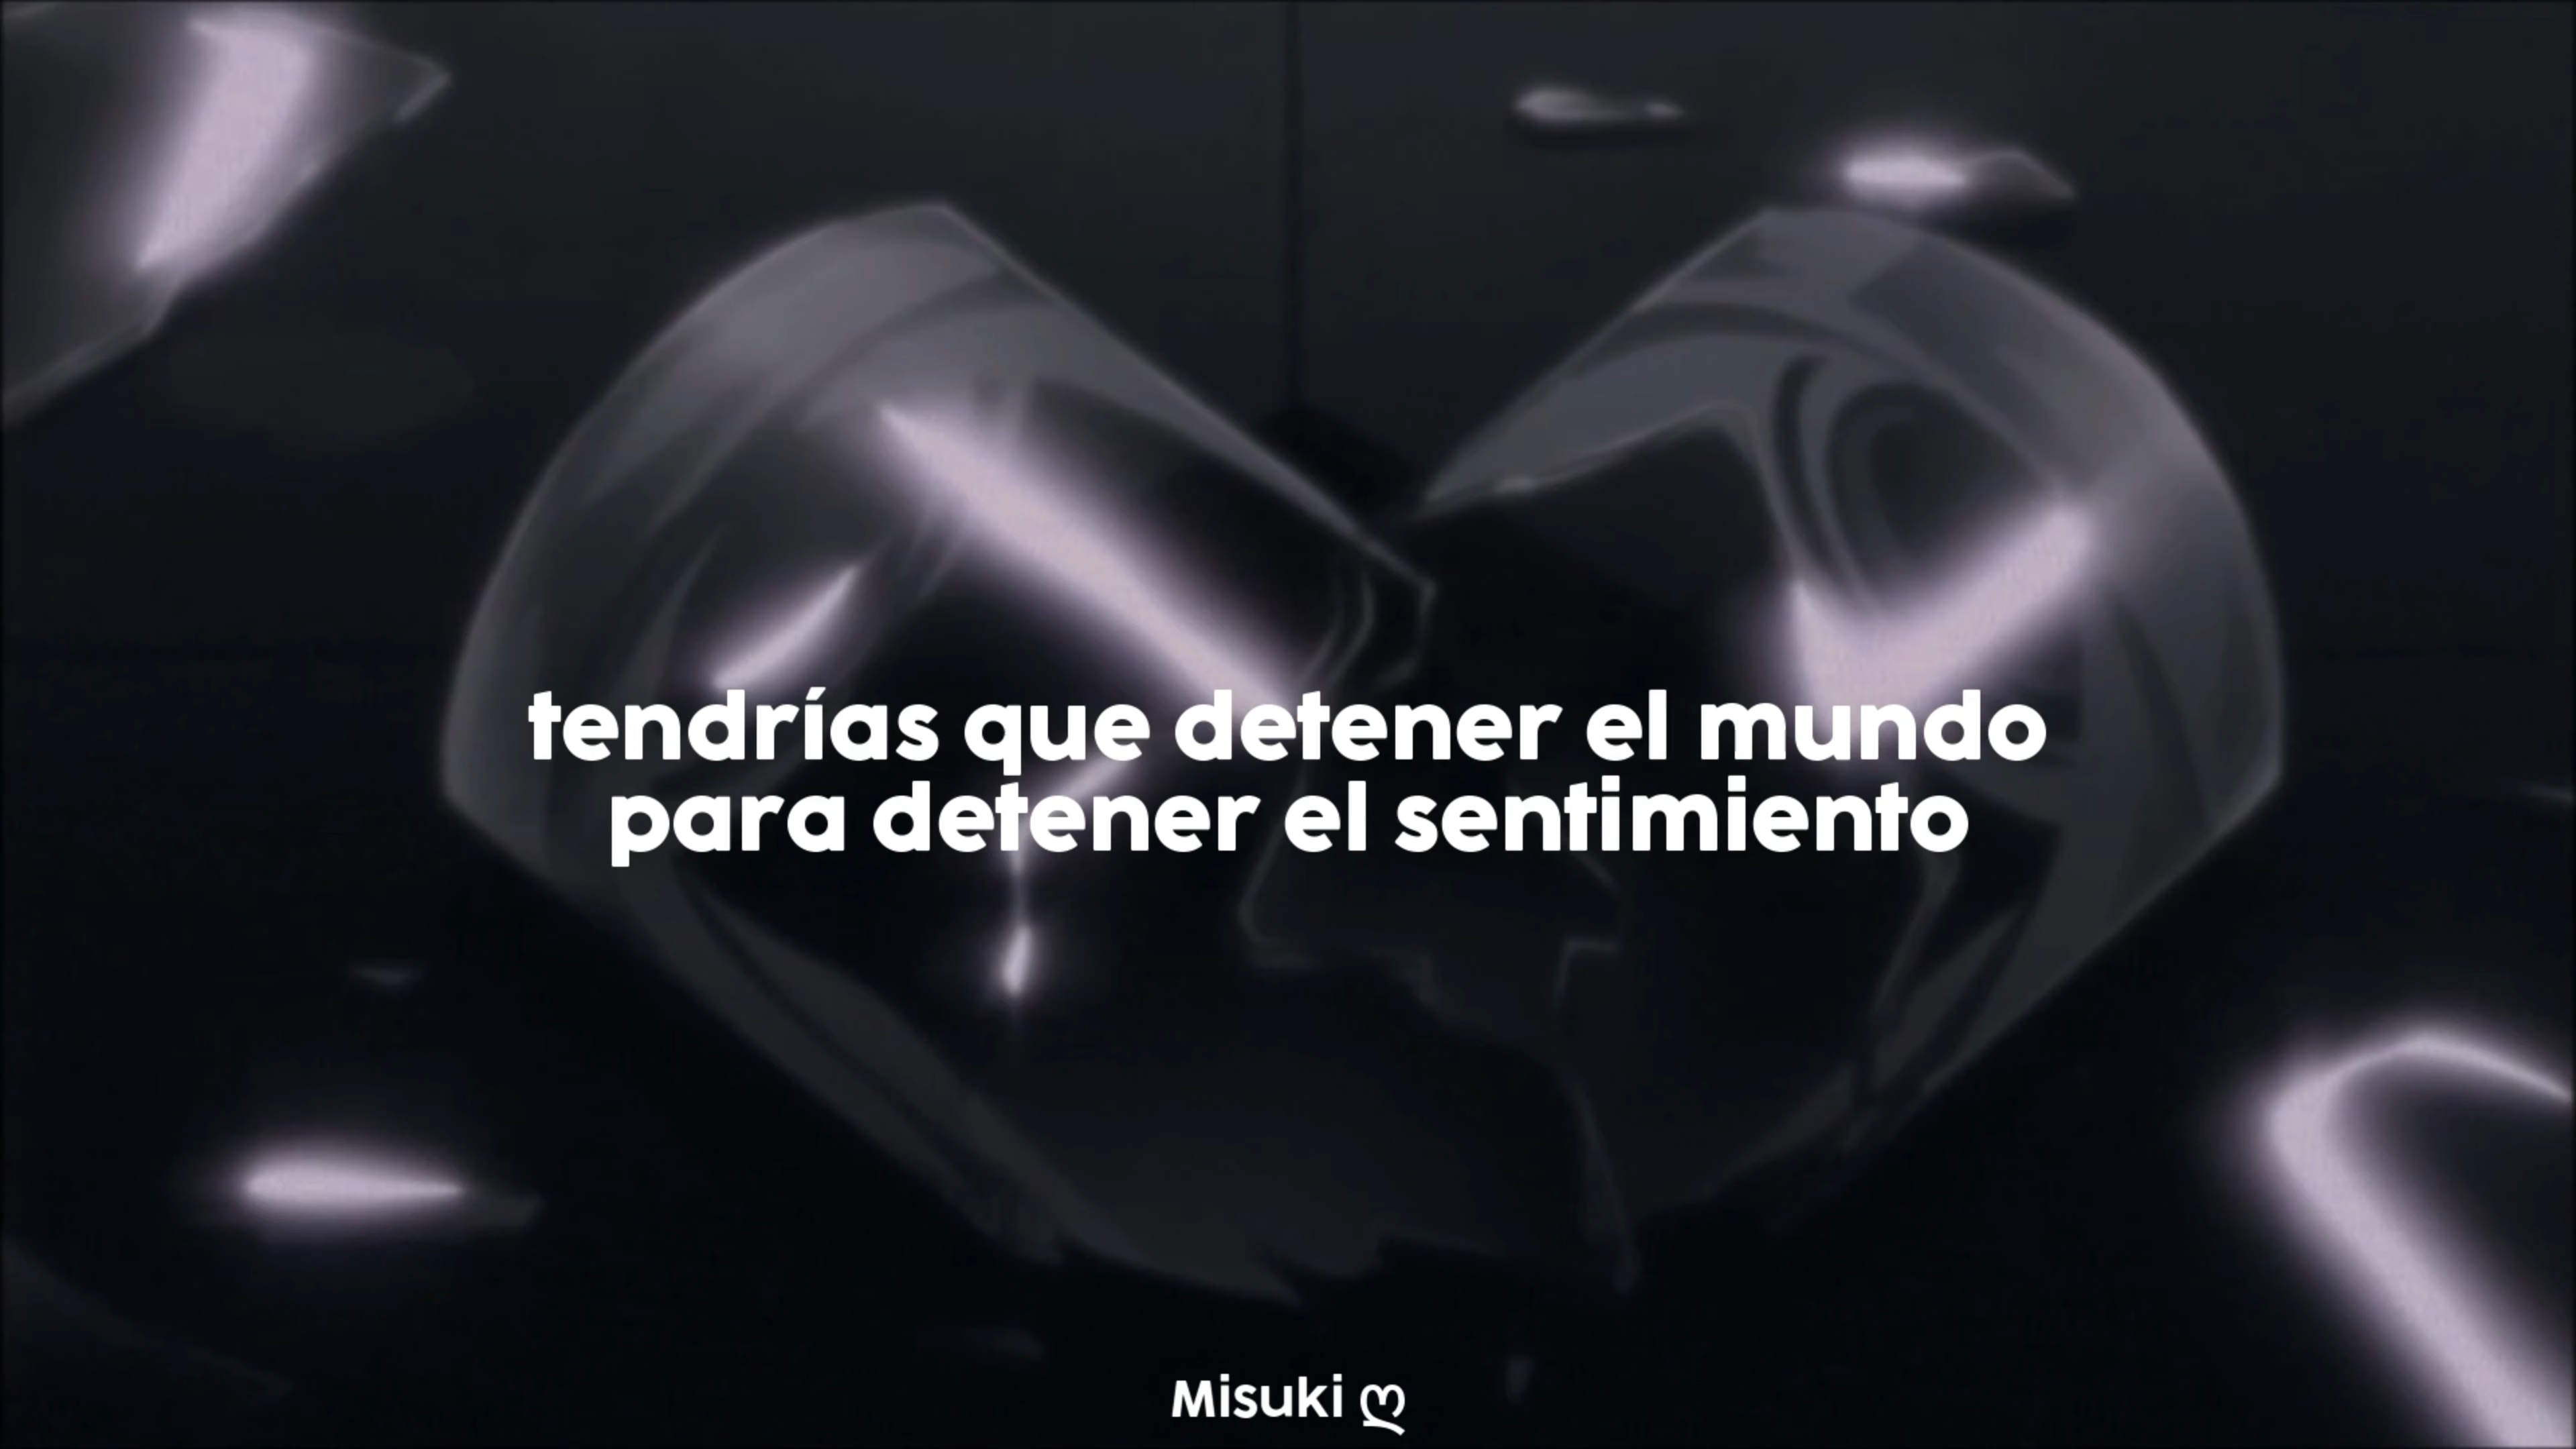 tendrías que detener el mundo
para detener el sentimiento
Misuki ღ